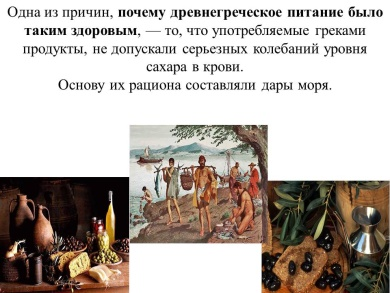 Одна из причин, почему древнегреческое питание было
таким здоровым, — то, что употребляемые греками
продукты, не допускали серьезных колебаний уровня
сахара в крови.
Основу их рациона составляли дары моря.